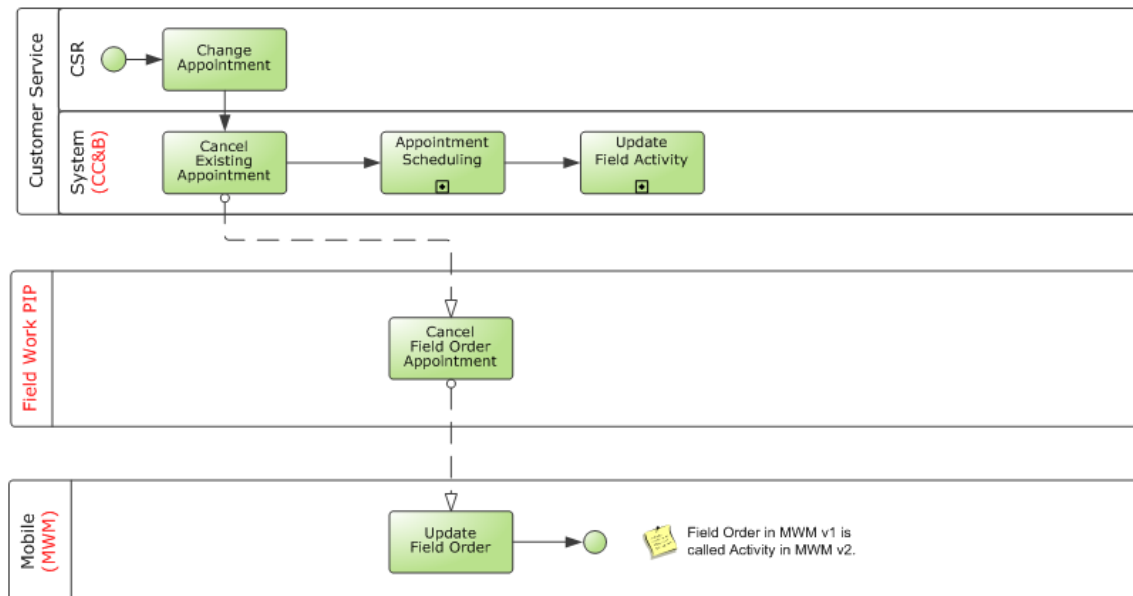 Customer Service
CSR
Change
Appointment
System
(CC&B)
Cancel
Existing
Appointment
Appointment
Scheduling
Update
Field Activity
Field Work PIP
Cancel
Field Order
Appointment
Mobile
(MWM)
Update
Field Order
Field Order in MWM v1 is
called Activity in MWM v2.